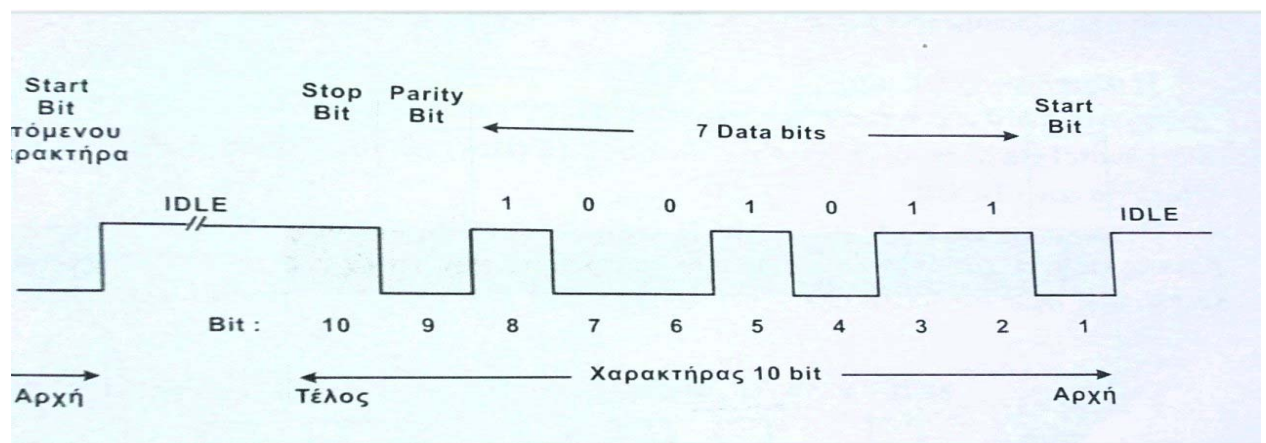 Start
Bit
τόμενου
ρακτήρα
Stop
Bit
Parity
Bit
7 Data bits
Start
Bit
IDLE
1 0 0 1 0 1 1
IDLE
Bit : 10 9 8 7 6 5 4 3 2 1
Χαρακτήρας 10 bit
Αρχή
Τέλος
Αρχή